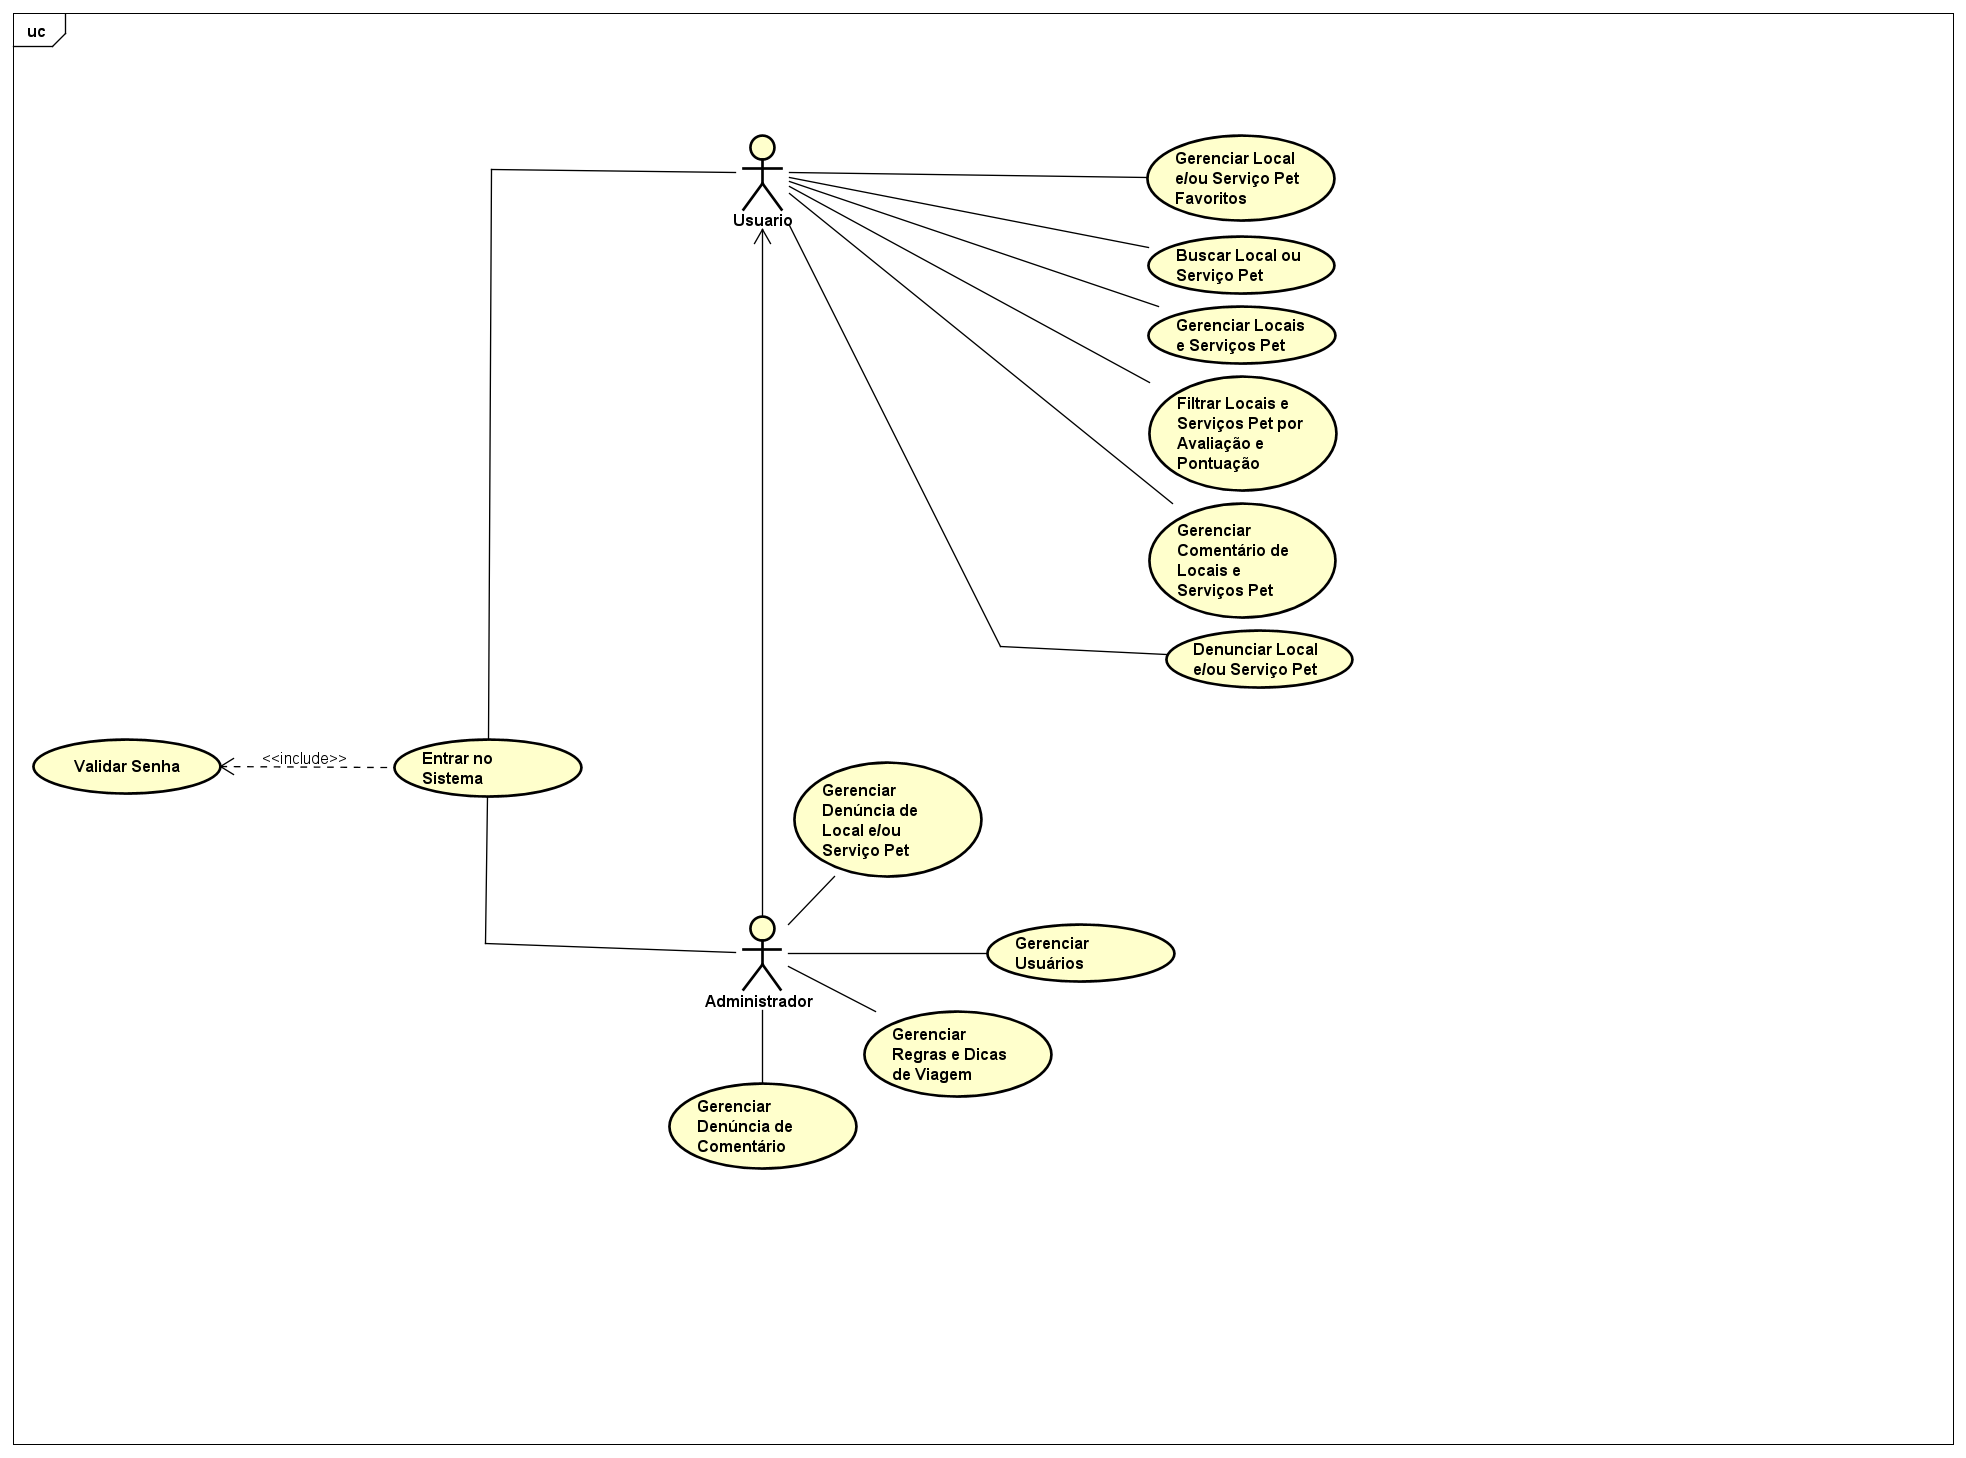 uc
Usuario
Gerenciar Local
e/ou Serviço Pet
Favoritos
Buscar Local ou
Serviço Pet
Gerenciar Locais
e Serviços Pet
Filtrar Locais e
Serviços Pet por
Avaliação e
Pontuação
Gerenciar
Comentário de
Locais e
Serviços Pet
Denunciar Local
e/ou Serviço Pet
Validar Senha
<<include>>
Entrar no
Sistema
Gerenciar
Denúncia de
Local e/ou
Serviço Pet
Administrador
Gerenciar
Usuários
Gerenciar
Regras e Dicas
de Viagem
Gerenciar
Denúncia de
Comentário